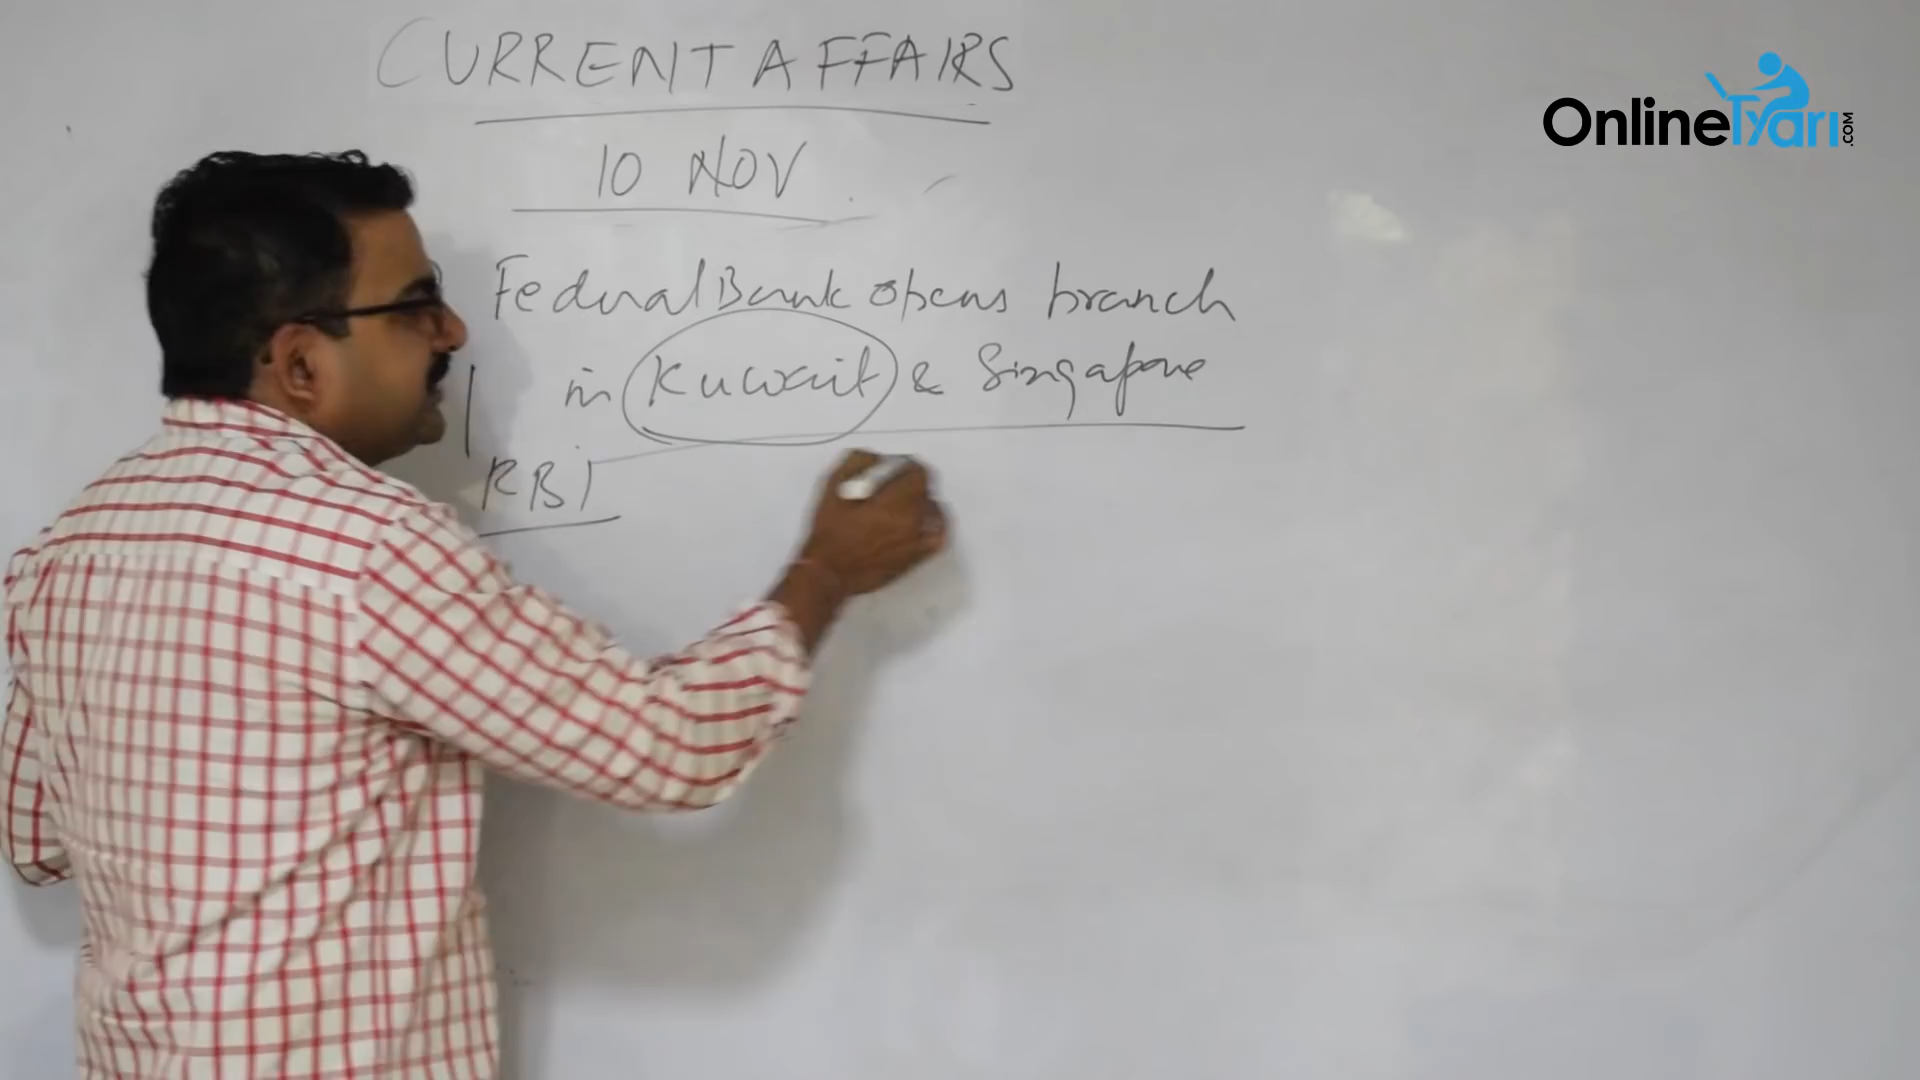 CURRENT AFFAIRS
OnlineTyari.COM
10 NOV
Federal Bank opens branch
in Kuwait & Singapore
RBI